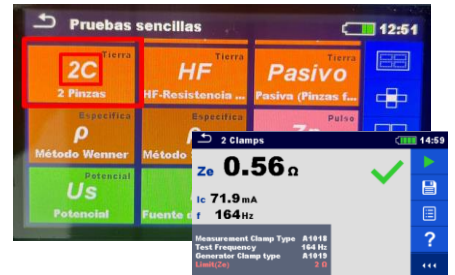 Pruebas sencillas 12:51
Tierra
2C
2 Pinzas
Tierra
HF
HF-Resistencia ...
Tierra
Pasivo
Pasiva (Pinzas f...
Específica
ρ
Método Wenner
Específica
Método
Pulso
Potencial
Us
Potencial
Fuente d
2 Clamps 14:59
Ze 0.56 Ω
Ic 71.9 mA
f 164 Hz
Measurement Clamp Type A1018
Test Frequency 164 Hz
Generator Clamp type A1019
Limit(Ze) 2 Ω
?